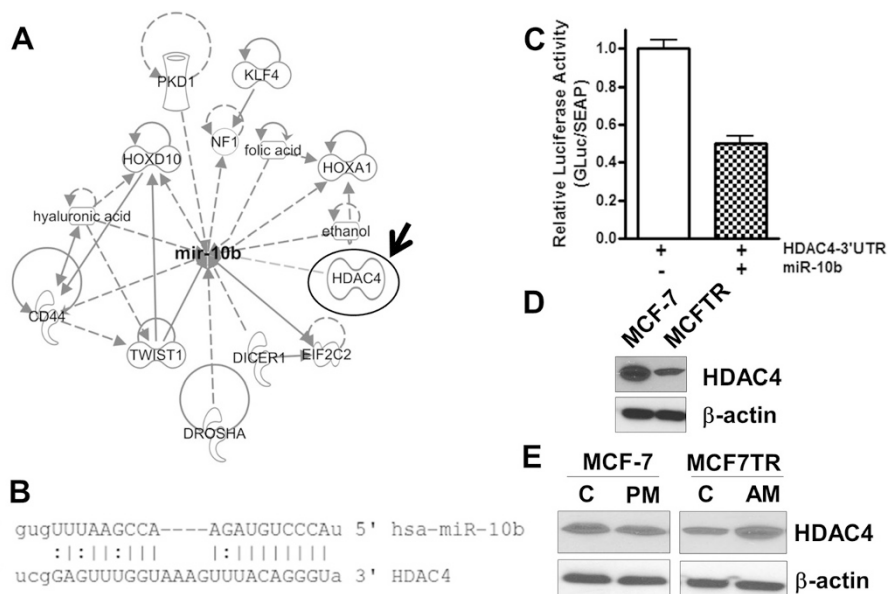 A
PKD1
KLF4
NF1
folic acid
HOXD10
HOXA1
hyaluronic acid
ethanol
mir-10b
HDAC4
CD44
TWIST1
DICER1
EIF2C2
DROSHA
B
gugUUUAAGCCA----AGAUGUCCCAu 5' hsa-miR-10b
:|:||:||| |:||||||||
ucgGAGUUUGGUAAAGUUUACAGGGUa 3' HDAC4
C
Relative Luciferase Activity
(GLuc/SEAP)
1.0
0.8
0.6
0.4
0.2
0.0
+ + HDAC4-3'UTR
- + miR-10b
D
MCF-7 MCFTR
HDAC4
β-actin
E
MCF-7 MCF7TR
C PM C AM
HDAC4
β-actin